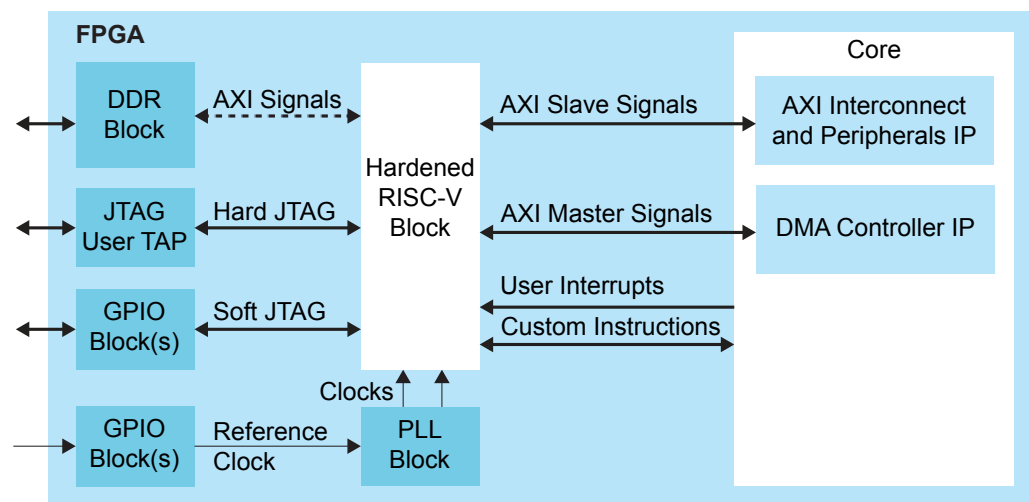 FPGA
Core
DDR
Block
AXI Signals
AXI Slave Signals
AXI Interconnect
and Peripherals IP
Hardened
RISC-V
Block
JTAG
User TAP
Hard JTAG
AXI Master Signals
DMA Controller IP
User Interrupts
GPIO
Block(s)
Soft JTAG
Custom Instructions
Clocks
GPIO
Block(s)
Reference
Clock
PLL
Block